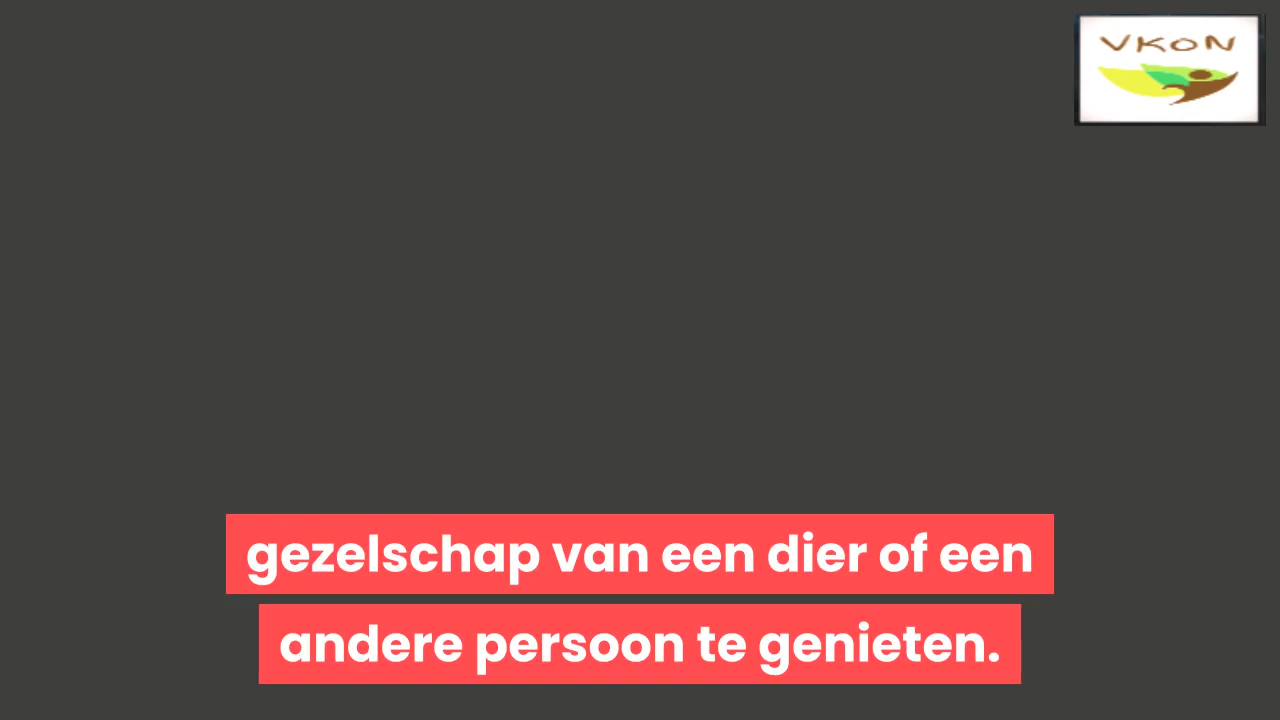 VKON
gezelschap van een dier of een
andere persoon te genieten.